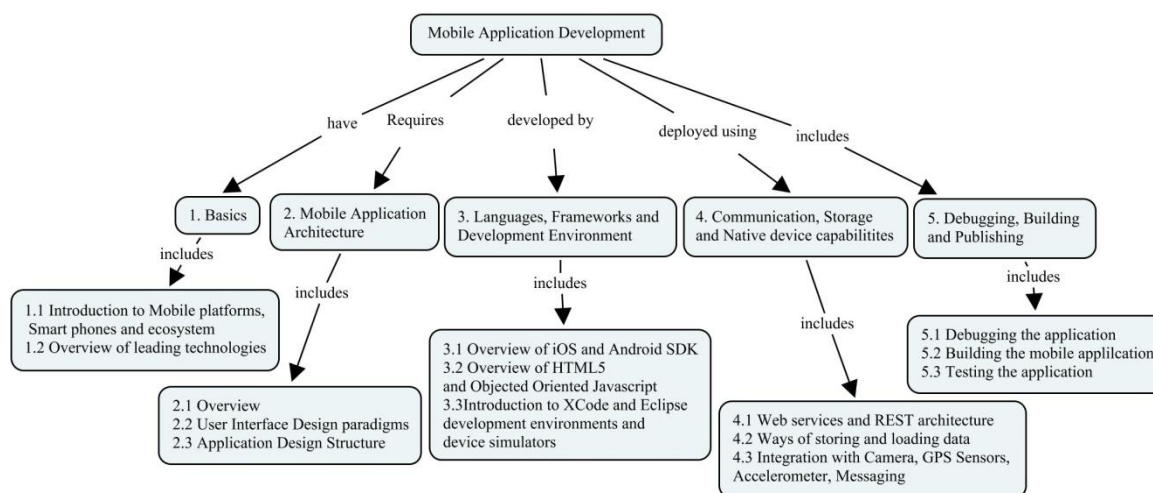 Mobile Application Development
have
Requires
developed by
deployed using
includes
1. Basics
2. Mobile Application
Architecture
3. Languages, Frameworks and
Development Environment
4. Communication, Storage
and Native device capabilitites
5. Debugging, Building
and Publishing
includes
includes
includes
includes
includes
1.1 Introduction to Mobile platforms,
Smart phones and ecosystem
1.2 Overview of leading technologies
2.1 Overview
2.2 User Interface Design paradigms
2.3 Application Design Structure
3.1 Overview of iOS and Android SDK
3.2 Overview of HTML5
and Objected Oriented Javascript
3.3Introduction to XCode and Eclipse
development environments and
device simulators
4.1 Web services and REST architecture
4.2 Ways of storing and loading data
4.3 Integration with Camera, GPS Sensors,
Accelerometer, Messaging
5.1 Debugging the application
5.2 Building the mobile applilcation
5.3 Testing the application